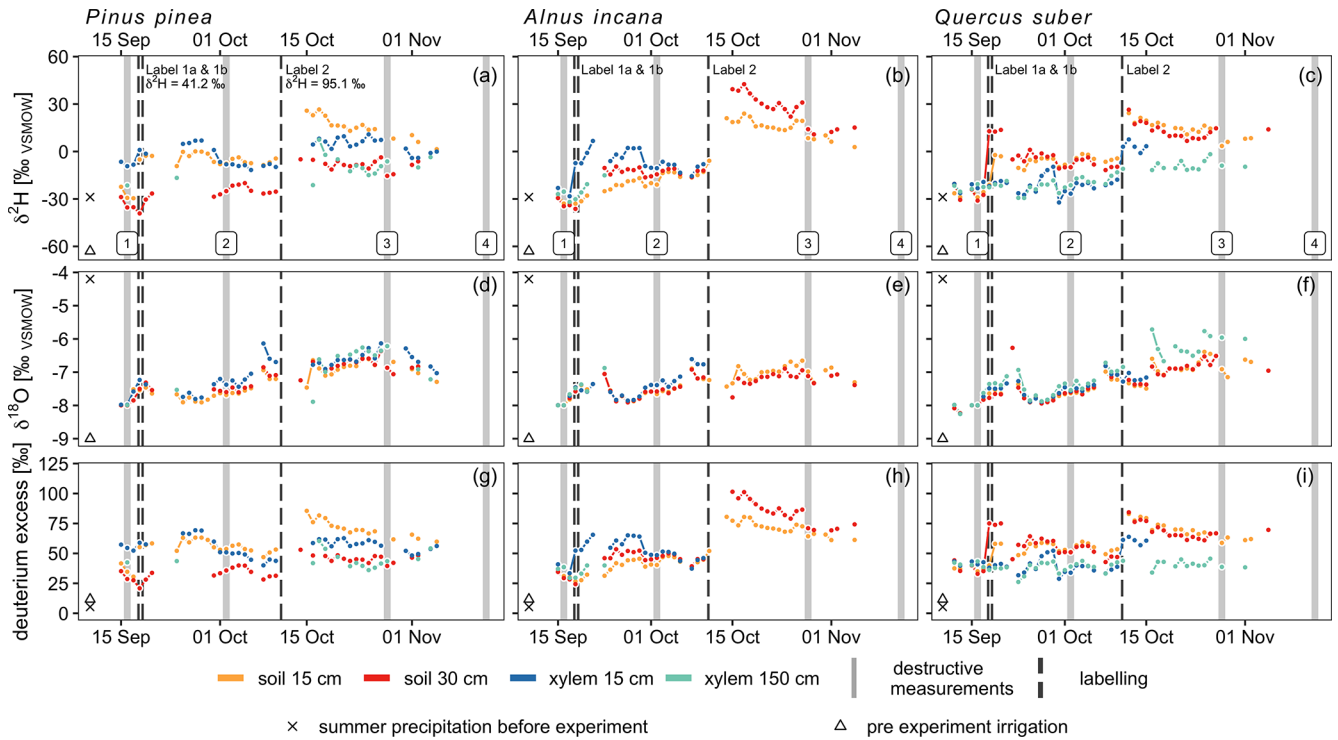 Pinus pinea Alnus incana Quercus suber
15 Sep 01 Oct 15 Oct 01 Nov 15 Sep 01 Oct 15 Oct 01 Nov 15 Sep 01 Oct 15 Oct 01 Nov
δ²H [‰ VSMOW]
60
30
0
-30
-60
Label 1a & 1b
δ²H = 41.2 ‰
Label 2
δ²H = 95.1 ‰
(a)
1 2 3 4
Label 1a & 1b
Label 2
(b)
1 2 3 4
Label 1a & 1b
Label 2
(c)
1 2 3 4
δ¹⁸O [‰ VSMOW]
-4
-5
-6
-7
-8
-9
(d)
(e)
(f)
deuterium excess [‰]
125
100
75
50
25
0
(g)
(h)
(i)
15 Sep 01 Oct 15 Oct 01 Nov 15 Sep 01 Oct 15 Oct 01 Nov 15 Sep 01 Oct 15 Oct 01 Nov
soil 15 cm soil 30 cm xylem 15 cm xylem 150 cm
destructive
measurements
labelling
× summer precipitation before experiment
△ pre experiment irrigation